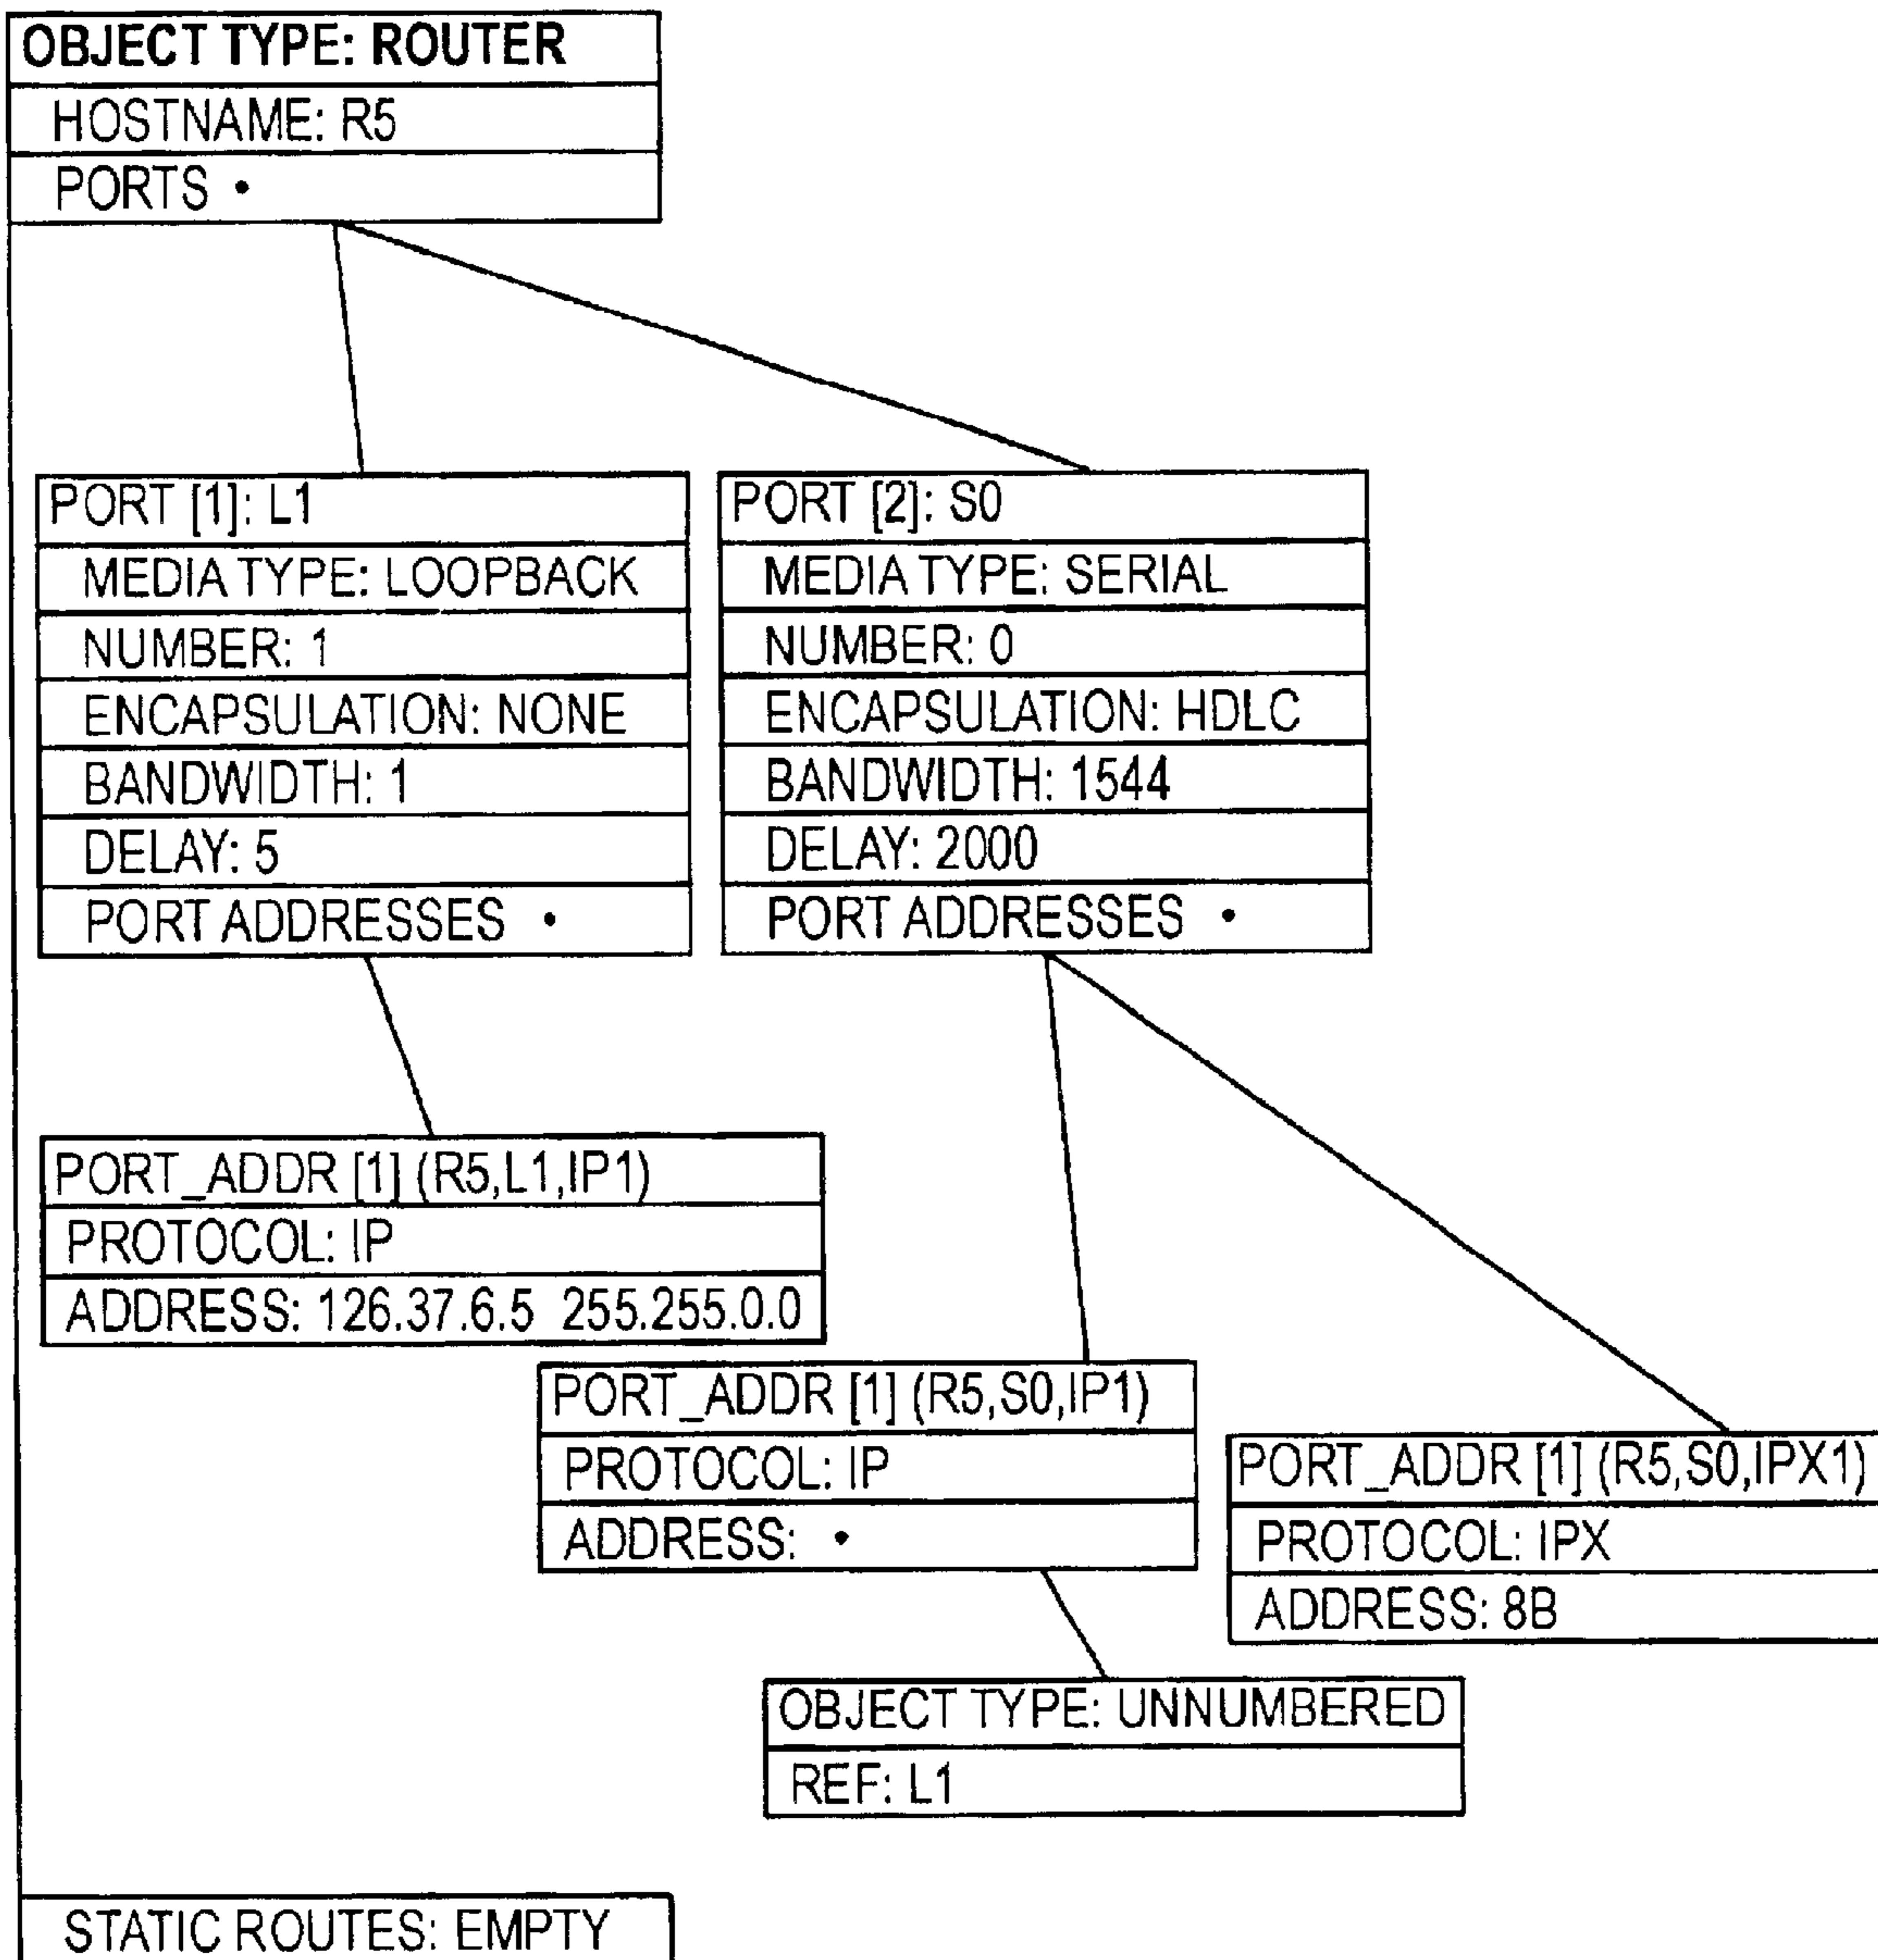 OBJECT TYPE: ROUTER
HOSTNAME: R5
PORTS •
PORT [1]: L1
MEDIA TYPE: LOOPBACK
NUMBER: 1
ENCAPSULATION: NONE
BANDWIDTH: 1
DELAY: 5
PORT ADDRESSES •
PORT [2]: S0
MEDIA TYPE: SERIAL
NUMBER: 0
ENCAPSULATION: HDLC
BANDWIDTH: 1544
DELAY: 2000
PORT ADDRESSES •
PORT_ADDR [1] (R5,L1,IP1)
PROTOCOL: IP
ADDRESS: 126.37.6.5 255.255.0.0
PORT_ADDR [1] (R5,S0,IP1)
PROTOCOL: IP
ADDRESS: •
PORT_ADDR [1] (R5,S0,IPX1)
PROTOCOL: IPX
ADDRESS: 8B
OBJECT TYPE: UNNUMBERED
REF: L1
STATIC ROUTES: EMPTY